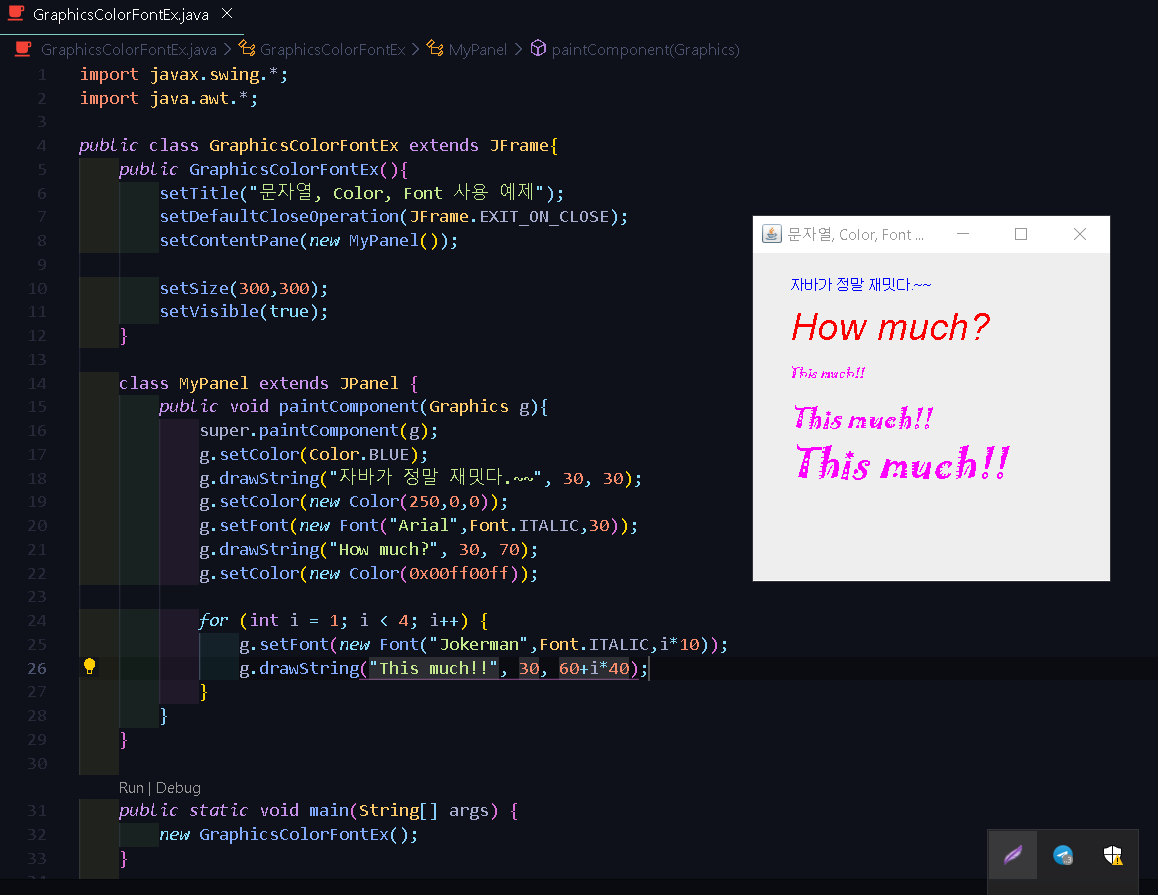 GraphicsColorFontEx.java
GraphicsColorFontEx.java > GraphicsColorFontEx > MyPanel > paintComponent(Graphics)
1 import javax.swing.*;
2 import java.awt.*;
3
4 public class GraphicsColorFontEx extends JFrame{
5 public GraphicsColorFontEx(){
6 setTitle("문자열, Color, Font 사용 예제");
7 setDefaultCloseOperation(JFrame.EXIT_ON_CLOSE);
8 setContentPane(new MyPanel());
9
10 setSize(300,300);
11 setVisible(true);
12 }
13
14 class MyPanel extends JPanel {
15 public void paintComponent(Graphics g){
16 super.paintComponent(g);
17 g.setColor(Color.BLUE);
18 g.drawString("자바가 정말 재밋다.~~", 30, 30);
19 g.setColor(new Color(250,0,0));
20 g.setFont(new Font("Arial",Font.ITALIC,30));
21 g.drawString("How much?", 30, 70);
22 g.setColor(new Color(0x00ff00ff));
23
24 for (int i = 1; i < 4; i++) {
25 g.setFont(new Font("Jokerman",Font.ITALIC,i*10));
26 g.drawString("This much!!", 30, 60+i*40);
27 }
28 }
29 }
30
Run | Debug
31 public static void main(String[] args) {
32 new GraphicsColorFontEx();
33 }
문자열, Color, Font ...
자바가 정말 재밋다.~~
How much?
This much!!
This much!!
This much!!